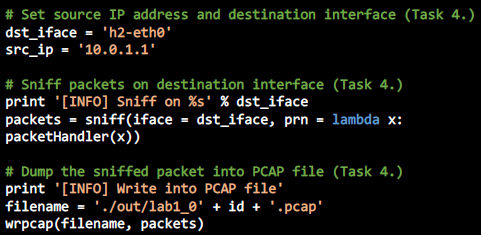 # Set source IP address and destination interface (Task 4.)
dst_iface = 'h2-eth0'
src_ip = '10.0.1.1'
# Sniff packets on destination interface (Task 4.)
print '[INFO] Sniff on %s' % dst_iface
packets = sniff(iface = dst_iface, prn = lambda x:
packetHandler(x))
# Dump the sniffed packet into PCAP file (Task 4.)
print '[INFO] Write into PCAP file'
filename = './out/lab1_0' + id + '.pcap'
wrpcap(filename, packets)